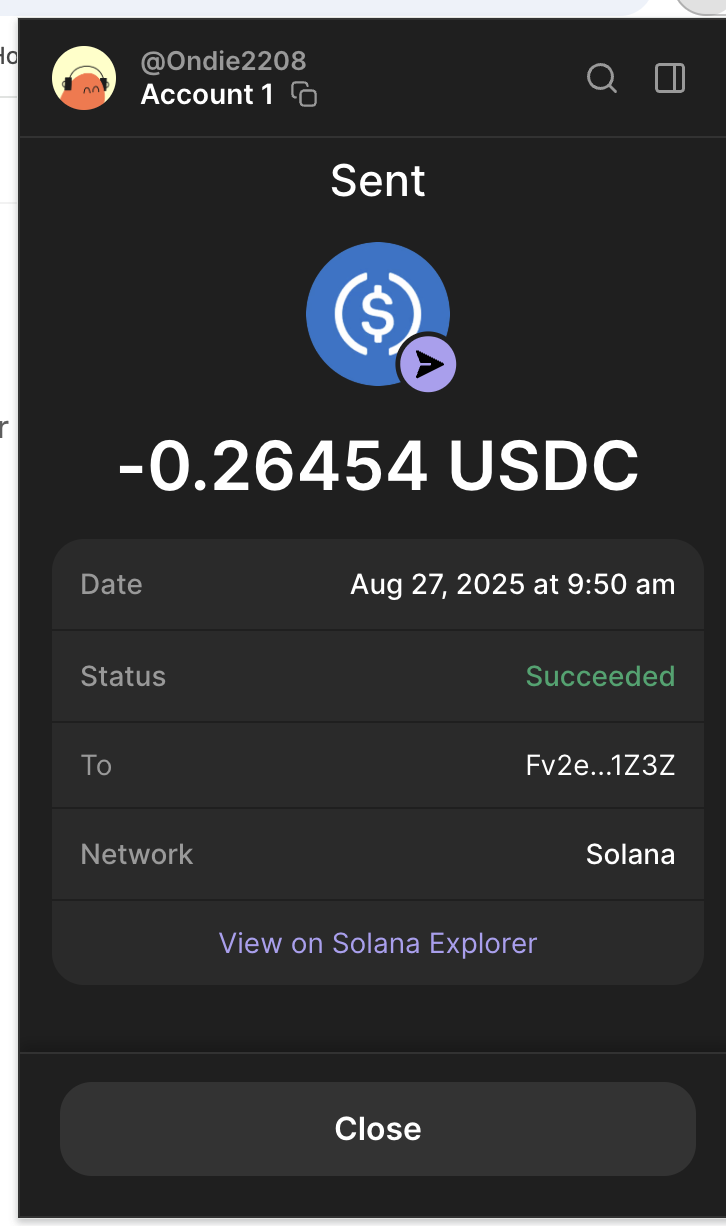 @Ondie2208
Account 1
Sent
-0.26454 USDC
Date Aug 27, 2025 at 9:50 am
Status Succeeded
To Fv2e...1Z3Z
Network Solana
View on Solana Explorer
Close